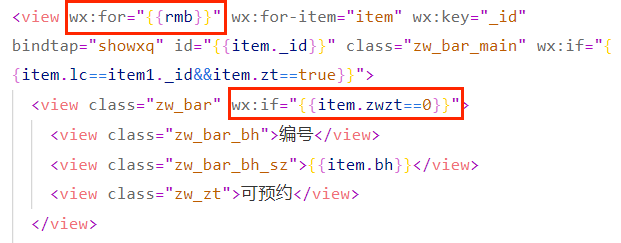 <view wx:for="{{rmb}}" wx:for-item="item" wx:key="_id"
bindtap="showxq" id="{{item._id}}" class="zw_bar_main" wx:if="{
{item.lc==item1._id&&item.zt==true}}">
<view class="zw_bar" wx:if="{{item.zwzt==0}}">
<view class="zw_bar_bh">编号</view>
<view class="zw_bar_bh_sz">{{item.bh}}</view>
<view class="zw_zt">可预约</view>
</view>